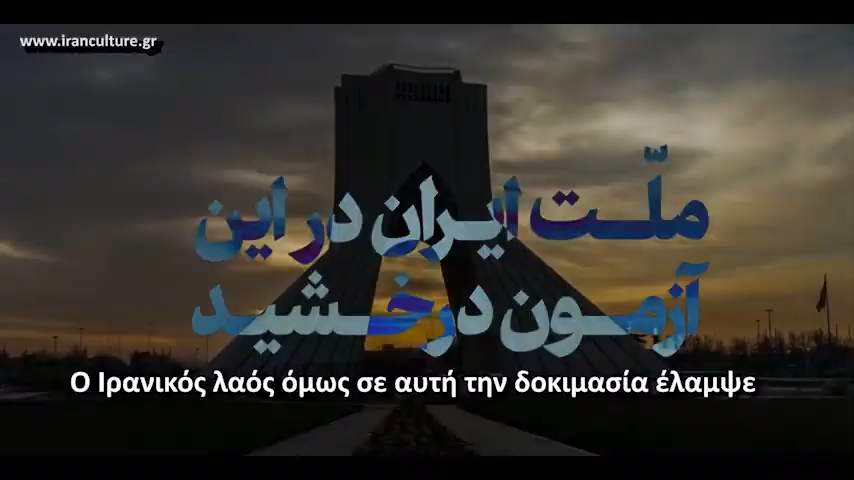 www.iranculture.gr
ملّت ایران در این
آزمون درخشید
Ο Ιρανικός λαός όμως σε αυτή την δοκιμασία έλαμψε